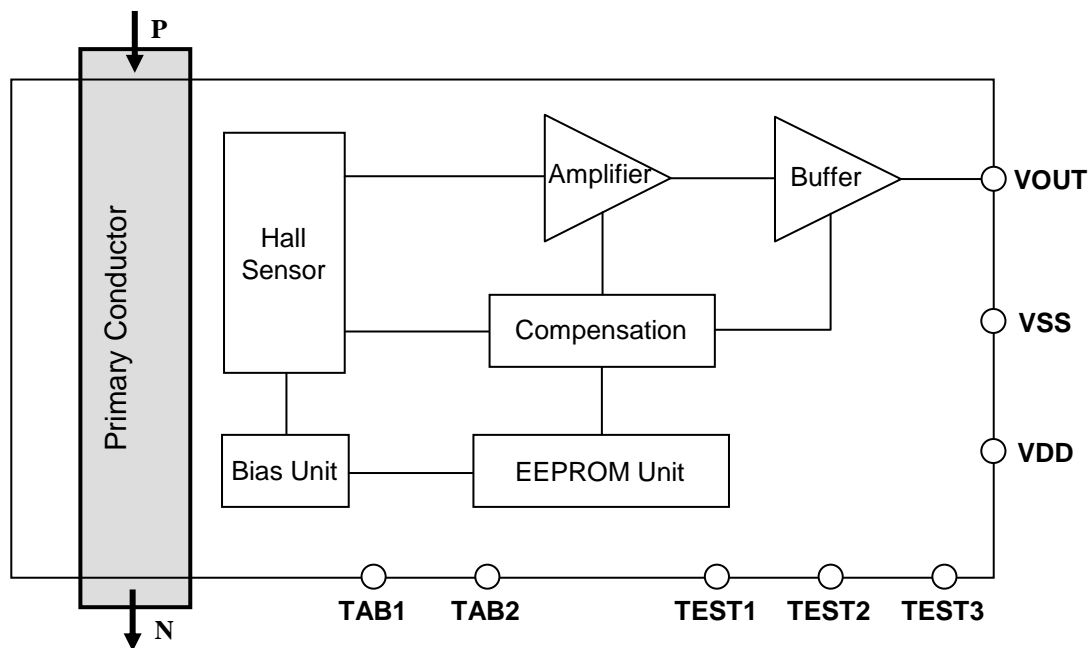 P
Primary Conductor
Hall
Sensor
Amplifier
Buffer
VOUT
Compensation
VSS
Bias Unit
EEPROM Unit
VDD
TAB1
TAB2
TEST1
TEST2
TEST3
N